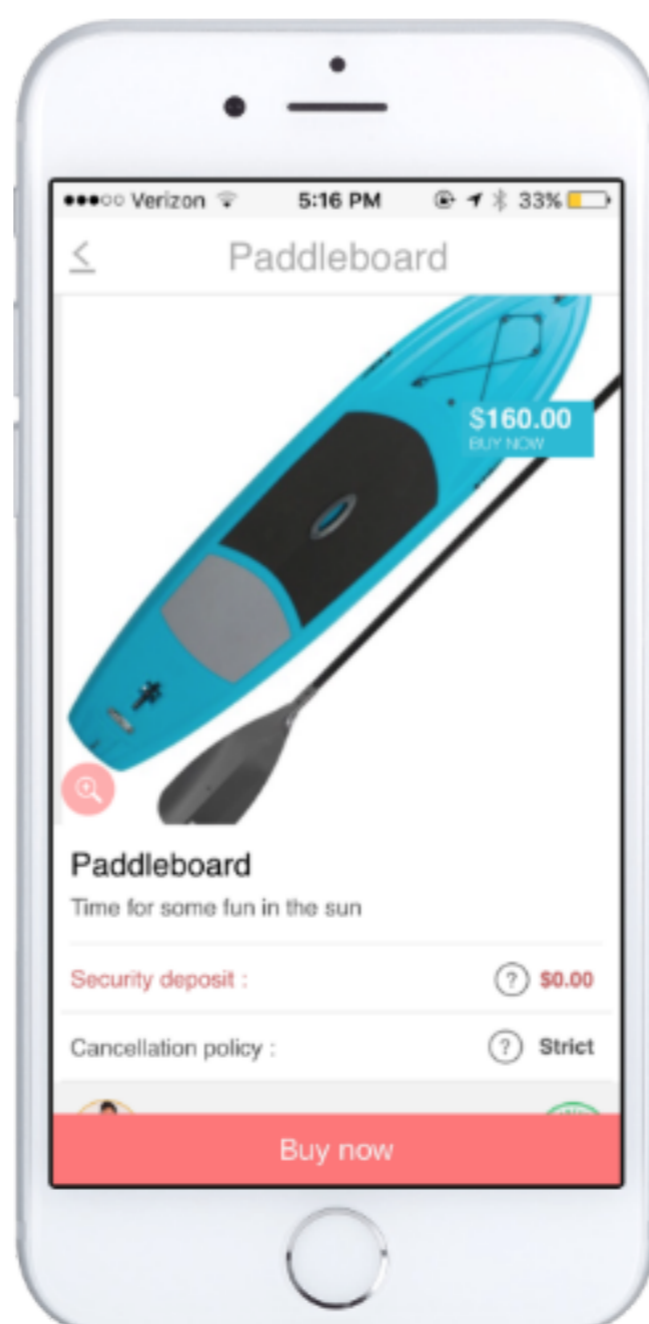 Verizon 5:16 PM 33%
Paddleboard
$160.00
BUY NOW
Paddleboard
Time for some fun in the sun
Security deposit : ? $0.00
Cancellation policy : ? Strict
Buy now